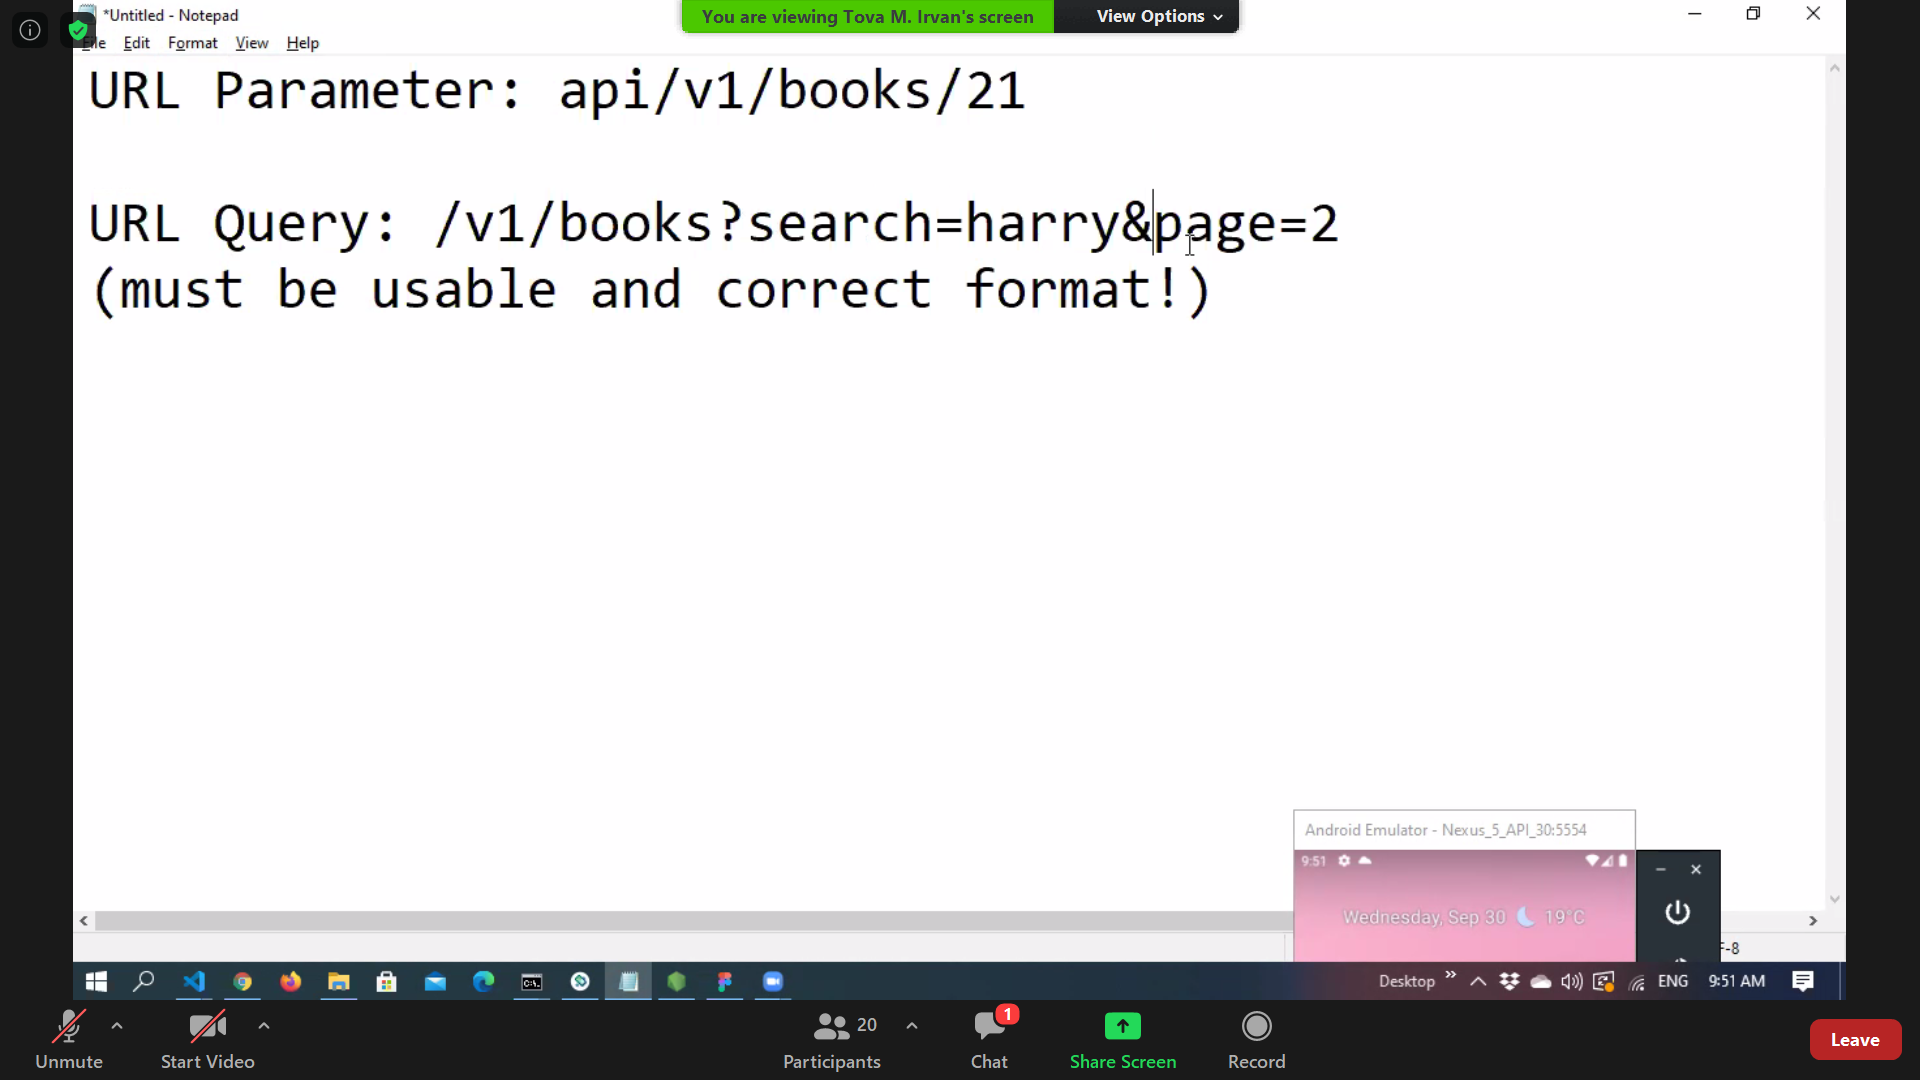 *Untitled - Notepad
You are viewing Tova M. Irvan's screen
View Options
File Edit Format View Help
URL Parameter: api/v1/books/21
URL Query: /v1/books?search=harry&page=2
(must be usable and correct format!)
Android Emulator - Nexus_5_API_30:5554
9:51
Wednesday, Sep 30 19°C
F-8
Desktop
ENG
9:51 AM
Unmute
Start Video
20
Participants
1
Chat
Share Screen
Record
Leave